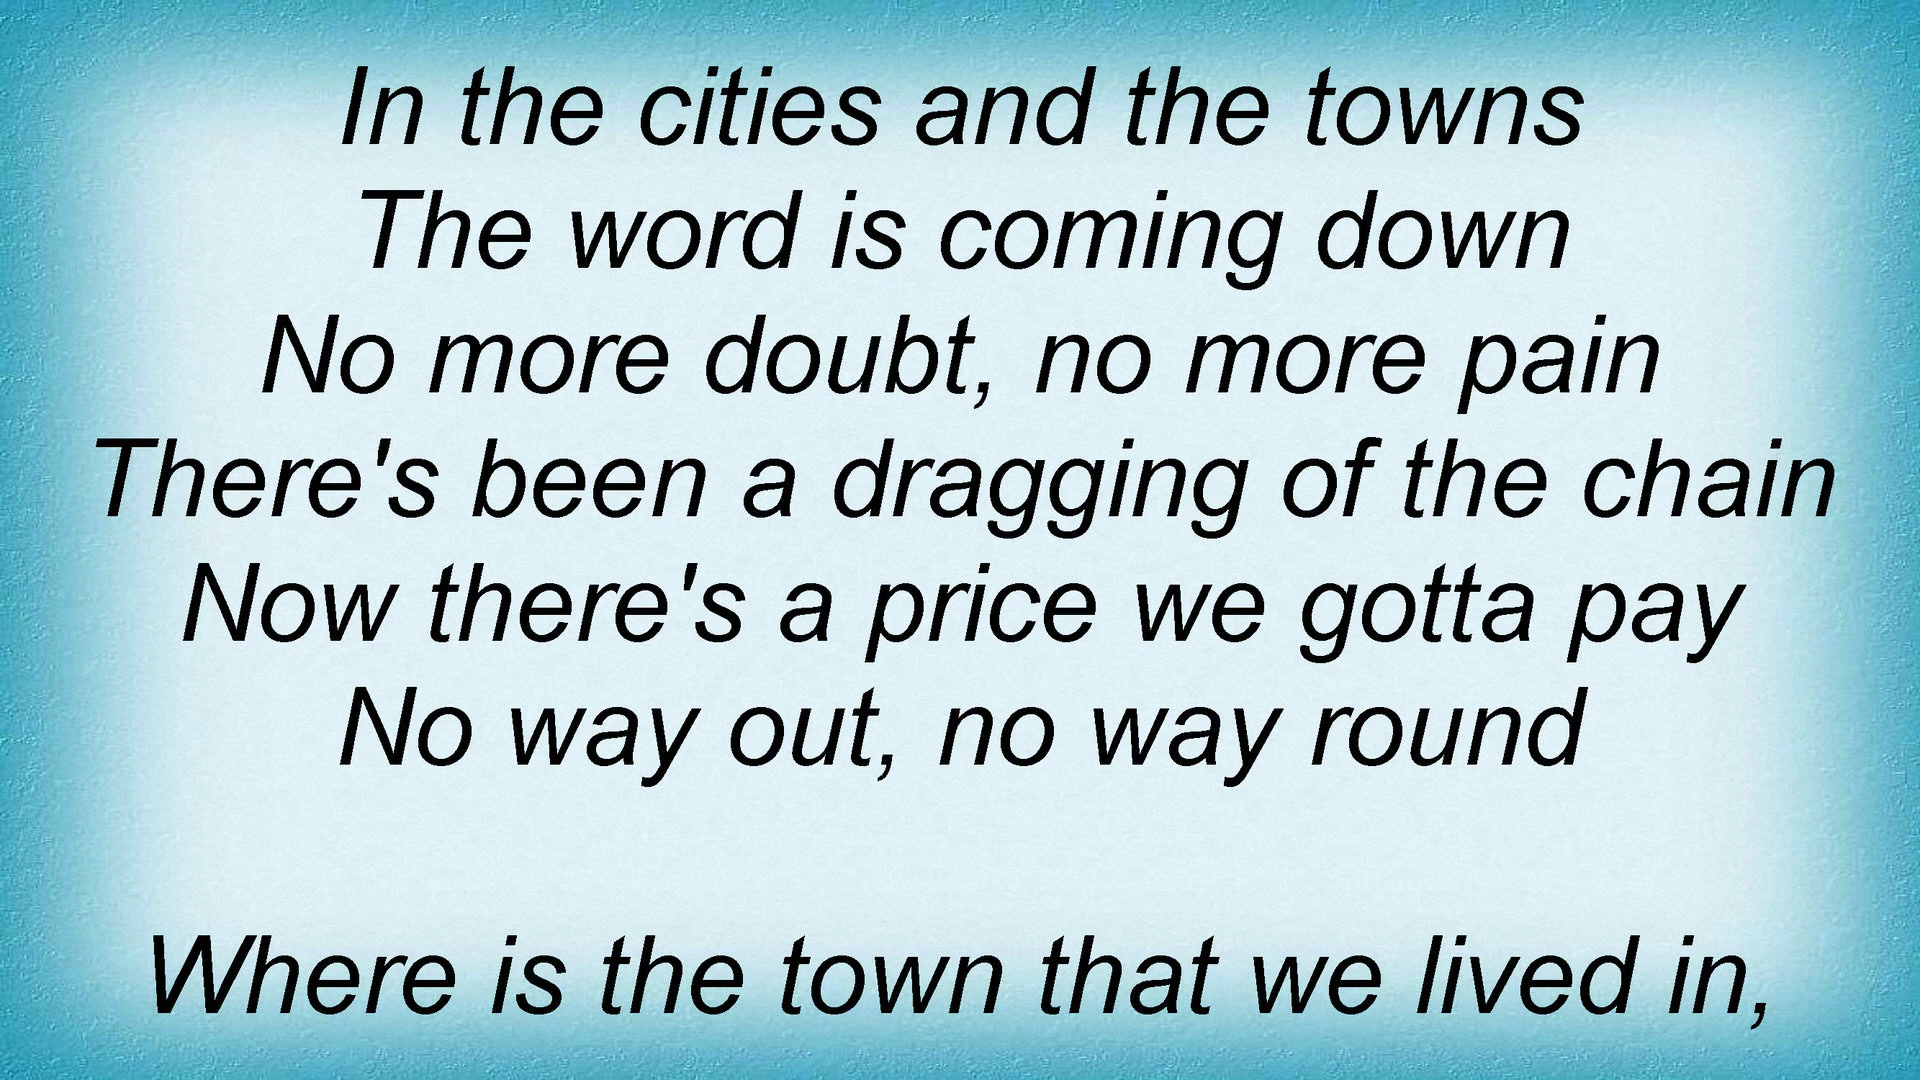 In the cities and the towns
The word is coming down
No more doubt, no more pain
There's been a dragging of the chain
Now there's a price we gotta pay
No way out, no way round
Where is the town that we lived in,